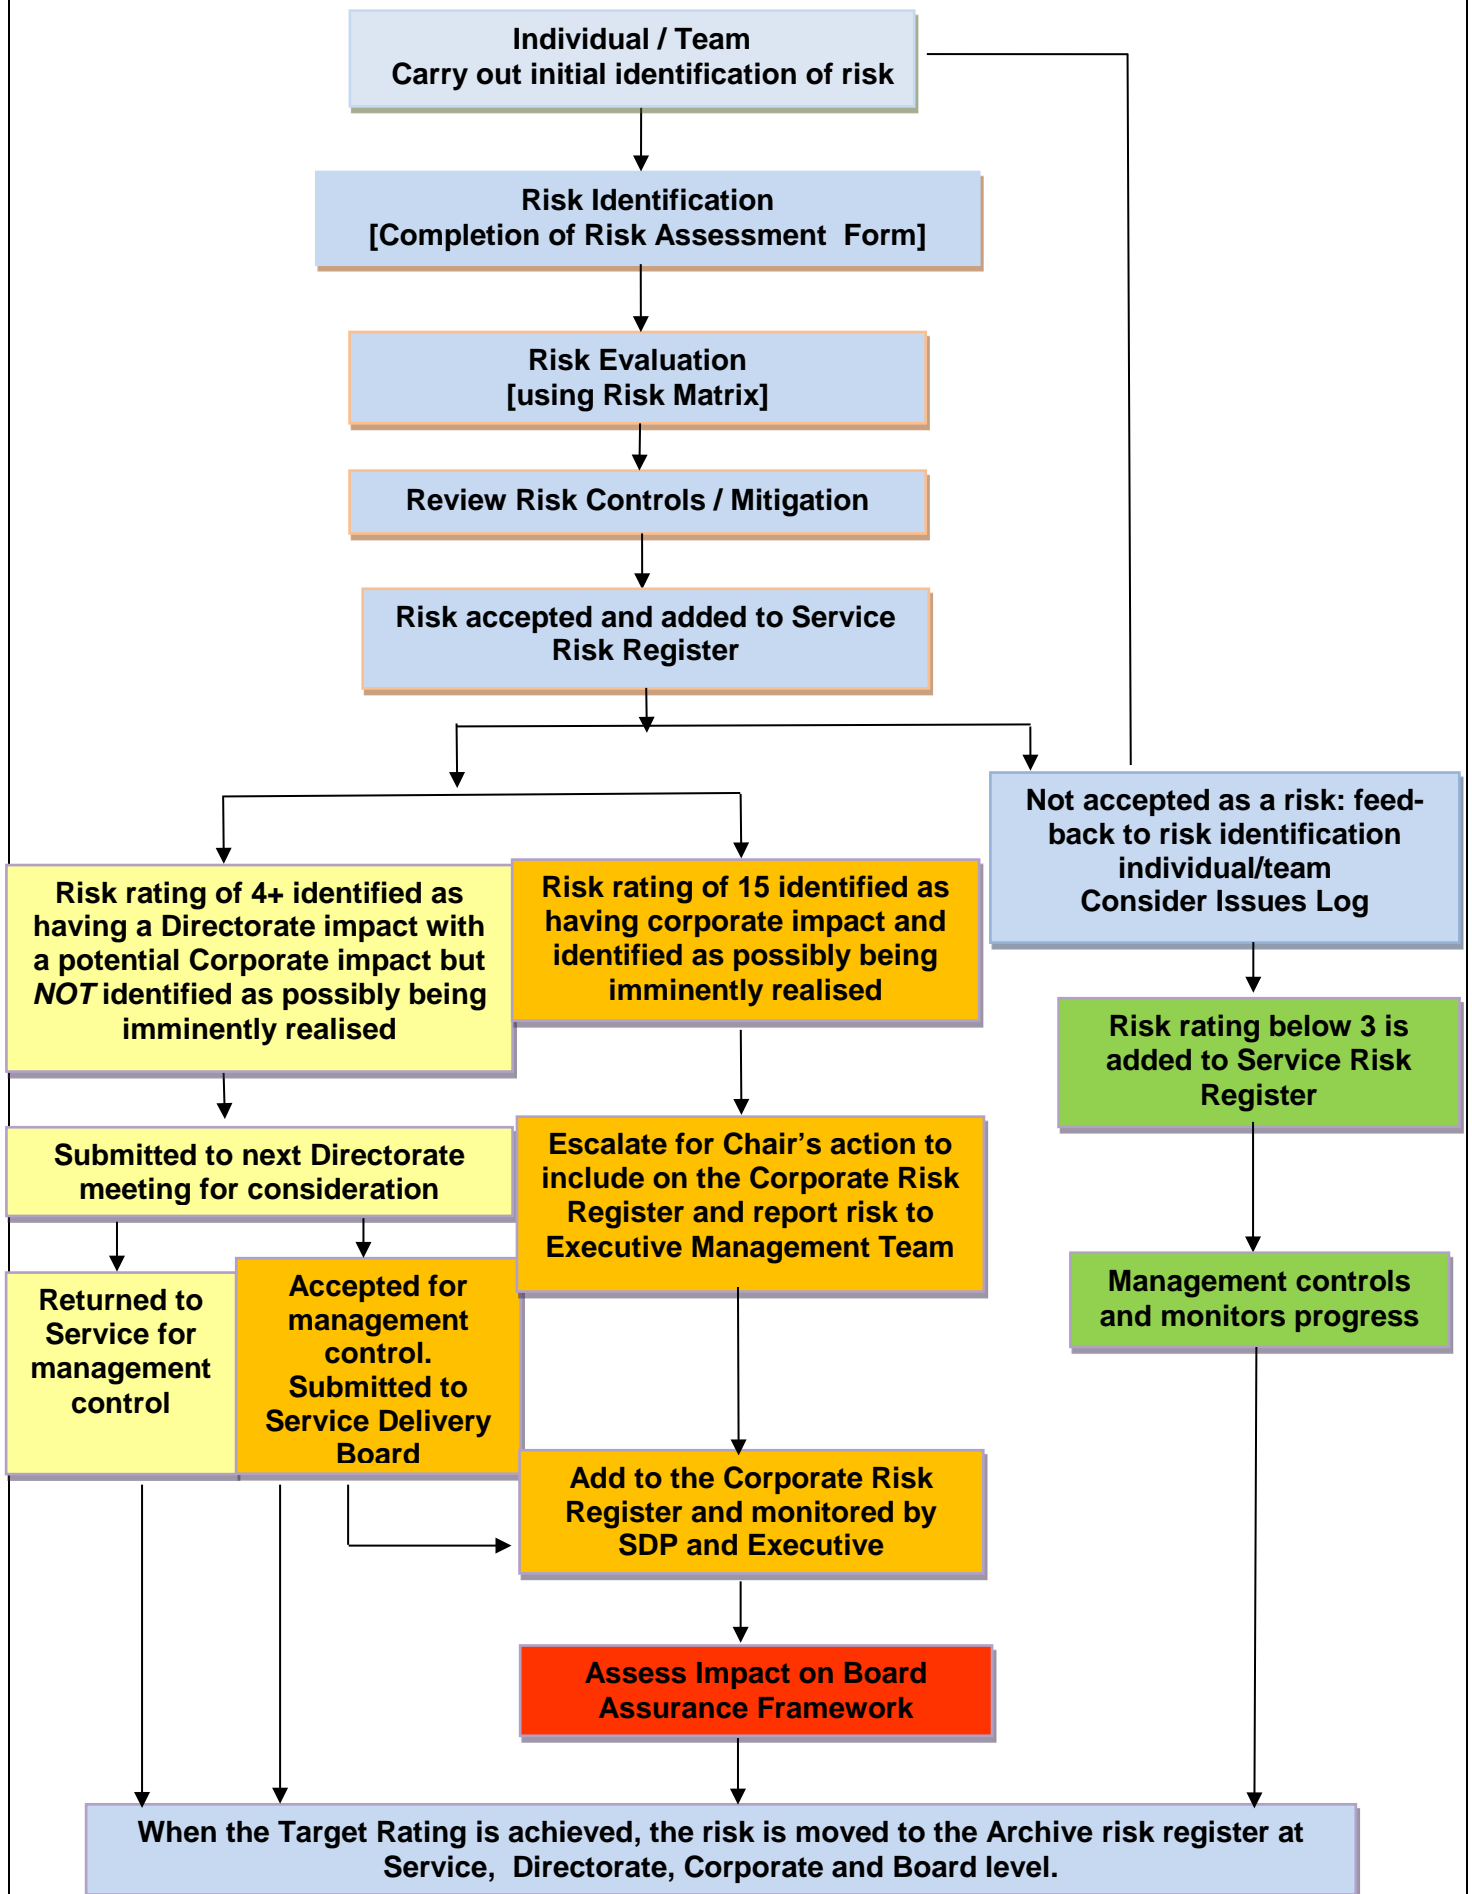 Individual / Team
Carry out initial identification of risk
Risk Identification
[Completion of Risk Assessment  Form]
Risk Evaluation
[using Risk Matrix]
Review Risk Controls / Mitigation
Risk accepted and added to Service
Risk Register
Not accepted as a risk: feed-
back to risk identification
individual/team
Consider Issues Log
Risk rating of 4+ identified as
having a Directorate impact with
a potential Corporate impact but
NOT identified as possibly being
imminently realised
Risk rating of 15 identified as
having corporate impact and
identified as possibly being
imminently realised
Risk rating below 3 is
added to Service Risk
Register
Submitted to next Directorate
meeting for consideration
Escalate for Chair's action to
include on the Corporate Risk
Register and report risk to
Executive Management Team
Management controls
and monitors progress
Returned to
Service for
management
control
Accepted for
management
control.
Submitted to
Service Delivery
Board
Add to the Corporate Risk
Register and monitored by
SDP and Executive
Assess Impact on Board
Assurance Framework
When the Target Rating is achieved, the risk is moved to the Archive risk register at
Service,  Directorate, Corporate and Board level.